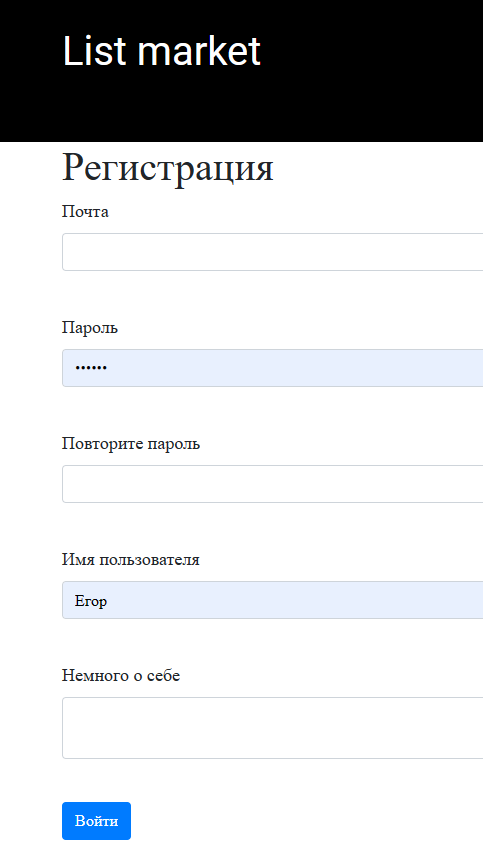 List market
Регистрация
Почта
Пароль
••••••
Повторите пароль
Имя пользователя
Егор
Немного о себе
Войти